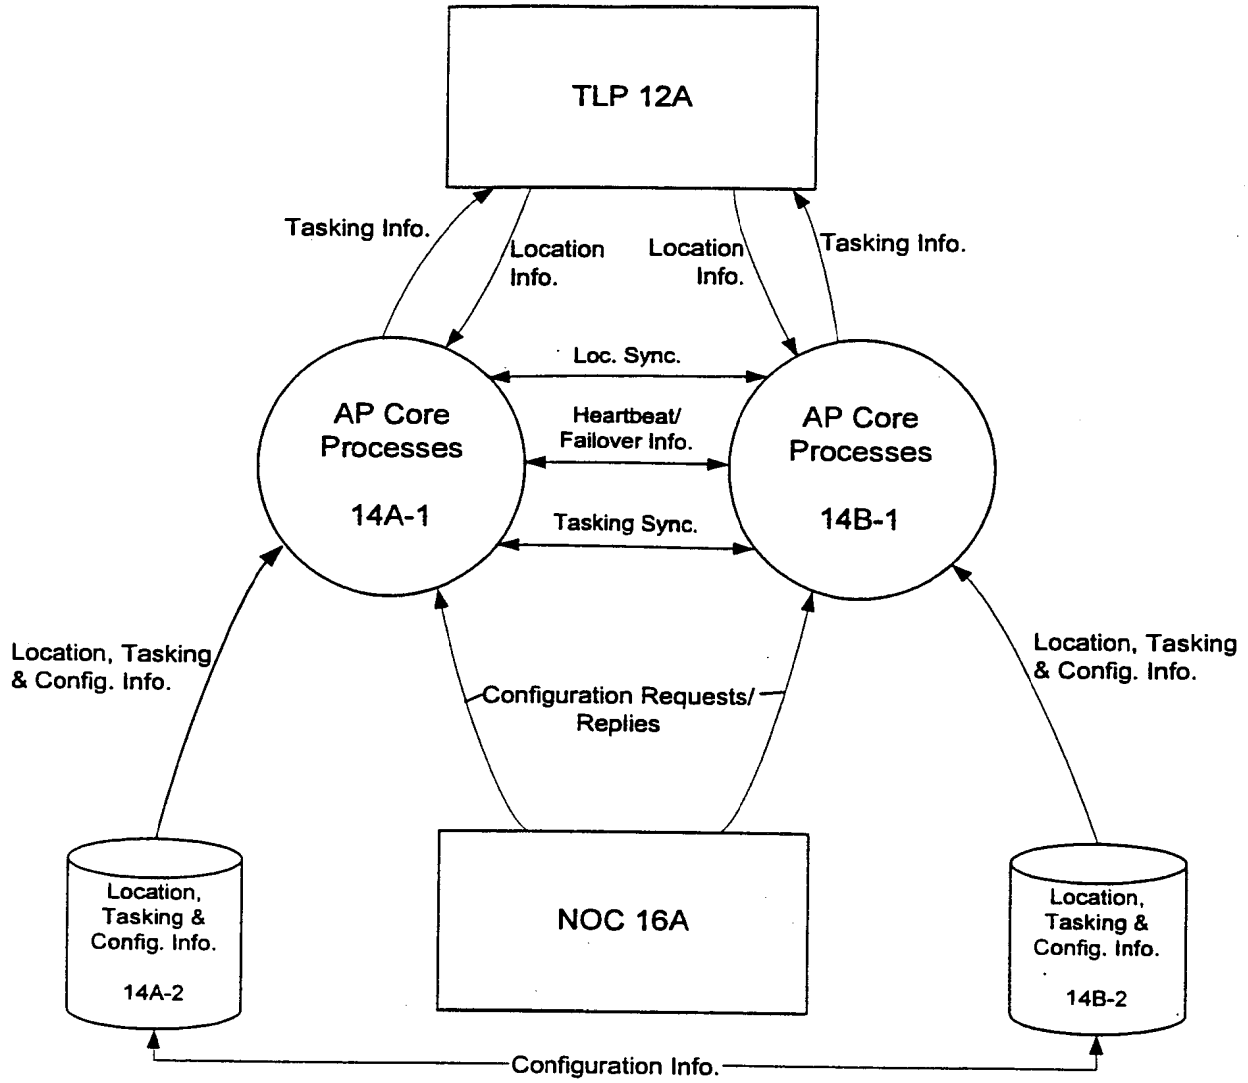 TLP 12A
Tasking Info.
Location
Info.
Location
Info.
Tasking Info.
Loc. Sync.
AP Core
Processes
14A-1
Heartbeat/
Failover Info.
AP Core
Processes
14B-1
Tasking Sync.
Location, Tasking
& Config. Info.
Configuration Requests/
Replies
Location, Tasking
& Config. Info.
Location,
Tasking &
Config. Info.
14A-2
NOC 16A
Location,
Tasking &
Config. Info.
14B-2
Configuration Info.